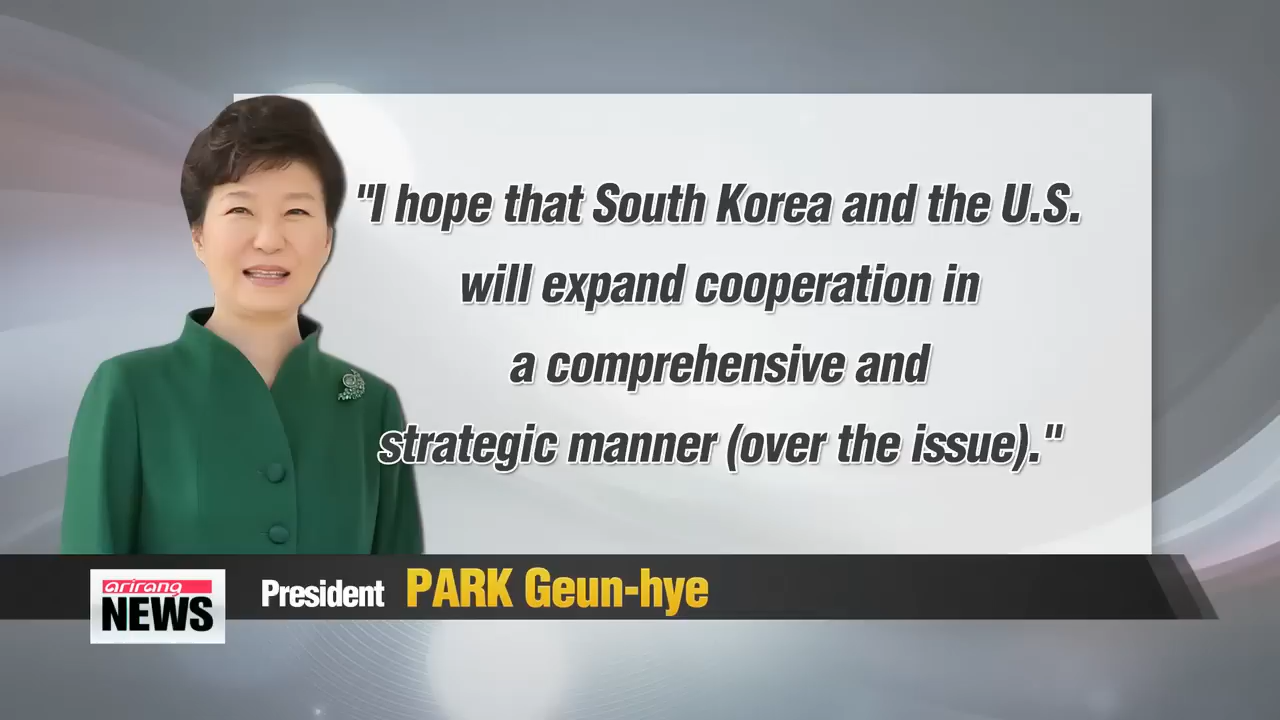 "I hope that South Korea and the U.S.
will expand cooperation in
a comprehensive and
strategic manner (over the issue)."
arirang
NEWS
President PARK Geun-hye